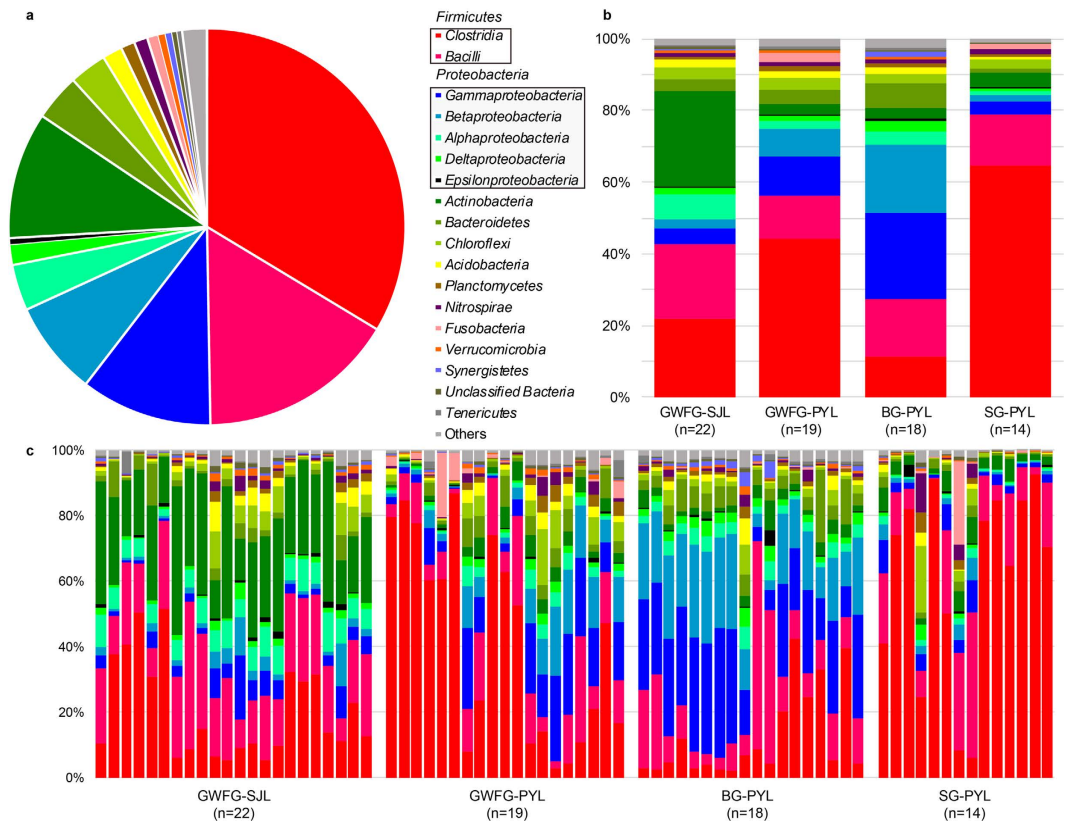 a
Firmicutes
Clostridia
Bacilli
Proteobacteria
Gammaproteobacteria
Betaproteobacteria
Alphaproteobacteria
Deltaproteobacteria
Epsilonproteobacteria
Actinobacteria
Bacteroidetes
Chloroflexi
Acidobacteria
Planctomycetes
Nitrospirae
Fusobacteria
Verrucomicrobia
Synergistetes
Unclassified Bacteria
Tenericutes
Others
b
100%
80%
60%
40%
20%
0%
GWFG-SJL GWFG-PYL BG-PYL SG-PYL
(n=22) (n=19) (n=18) (n=14)
c
100%
80%
60%
40%
20%
0%
GWFG-SJL GWFG-PYL BG-PYL SG-PYL
(n=22) (n=19) (n=18) (n=14)